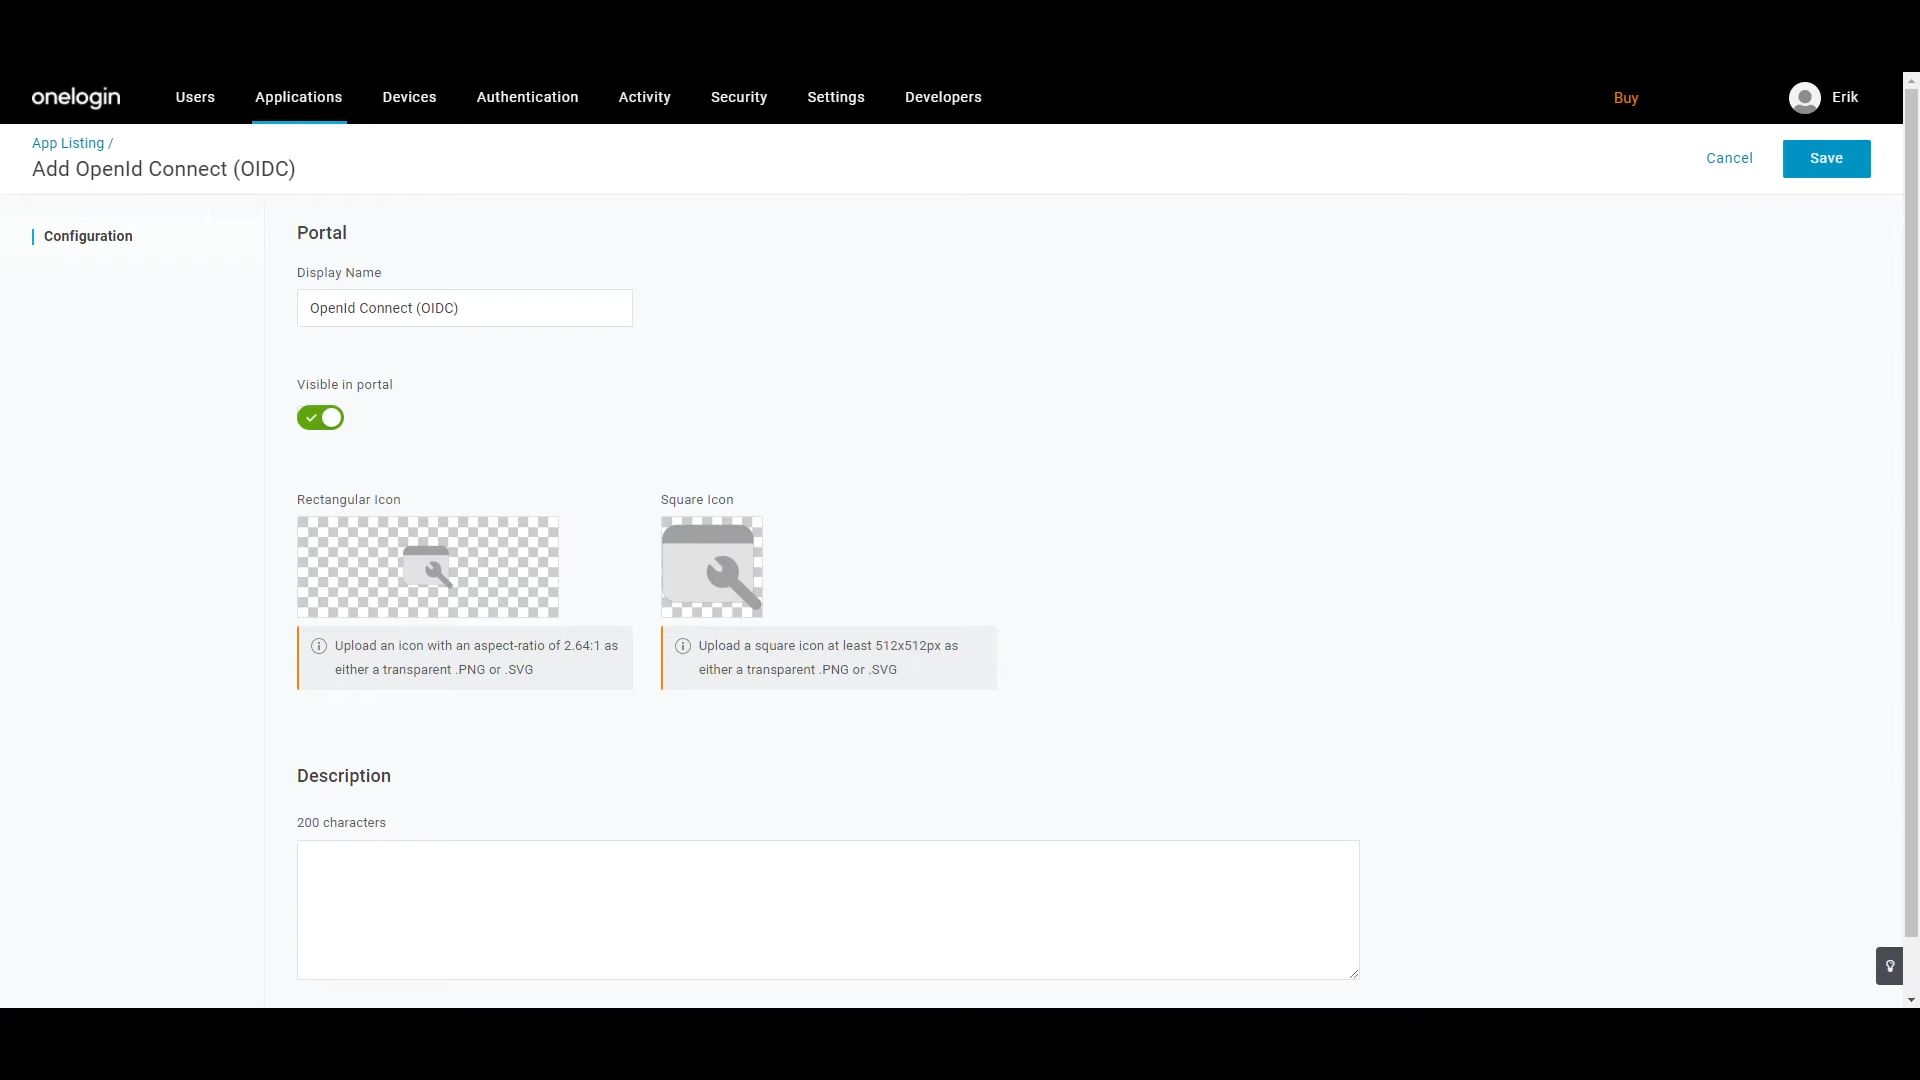 onelogin Users Applications Devices Authentication Activity Security Settings Developers Buy Erik
App Listing /
Add OpenId Connect (OIDC)
Cancel Save
Configuration
Portal
Display Name
OpenId Connect (OIDC)
Visible in portal
Rectangular Icon
Upload an icon with an aspect-ratio of 2.64:1 as
either a transparent .PNG or .SVG
Square Icon
Upload a square icon at least 512x512px as
either a transparent .PNG or .SVG
Description
200 characters